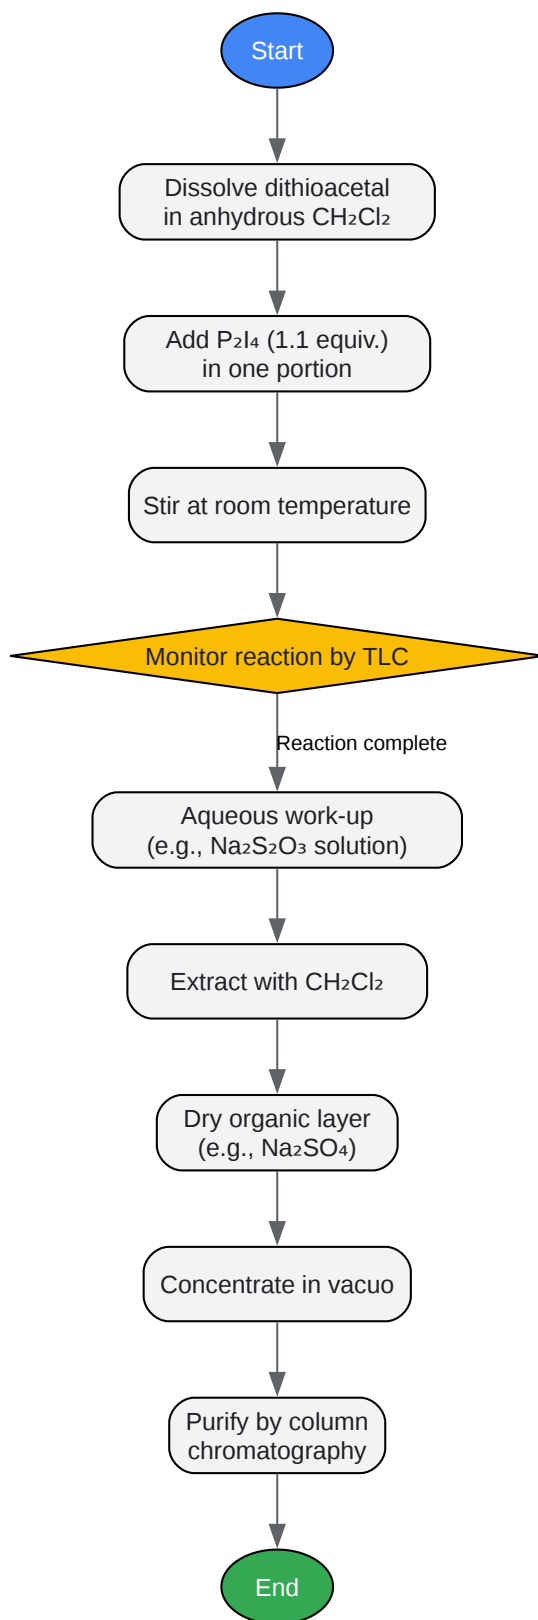 Start
Dissolve dithioacetal
in anhydrous CH₂Cl₂
Add P₂I₄ (1.1 equiv.)
in one portion
Stir at room temperature
Monitor reaction by TLC
Reaction complete
Aqueous work-up
(e.g., Na₂S₂O₃ solution)
Extract with CH₂Cl₂
Dry organic layer
(e.g., Na₂SO₄)
Concentrate in vacuo
Purify by column
chromatography
End